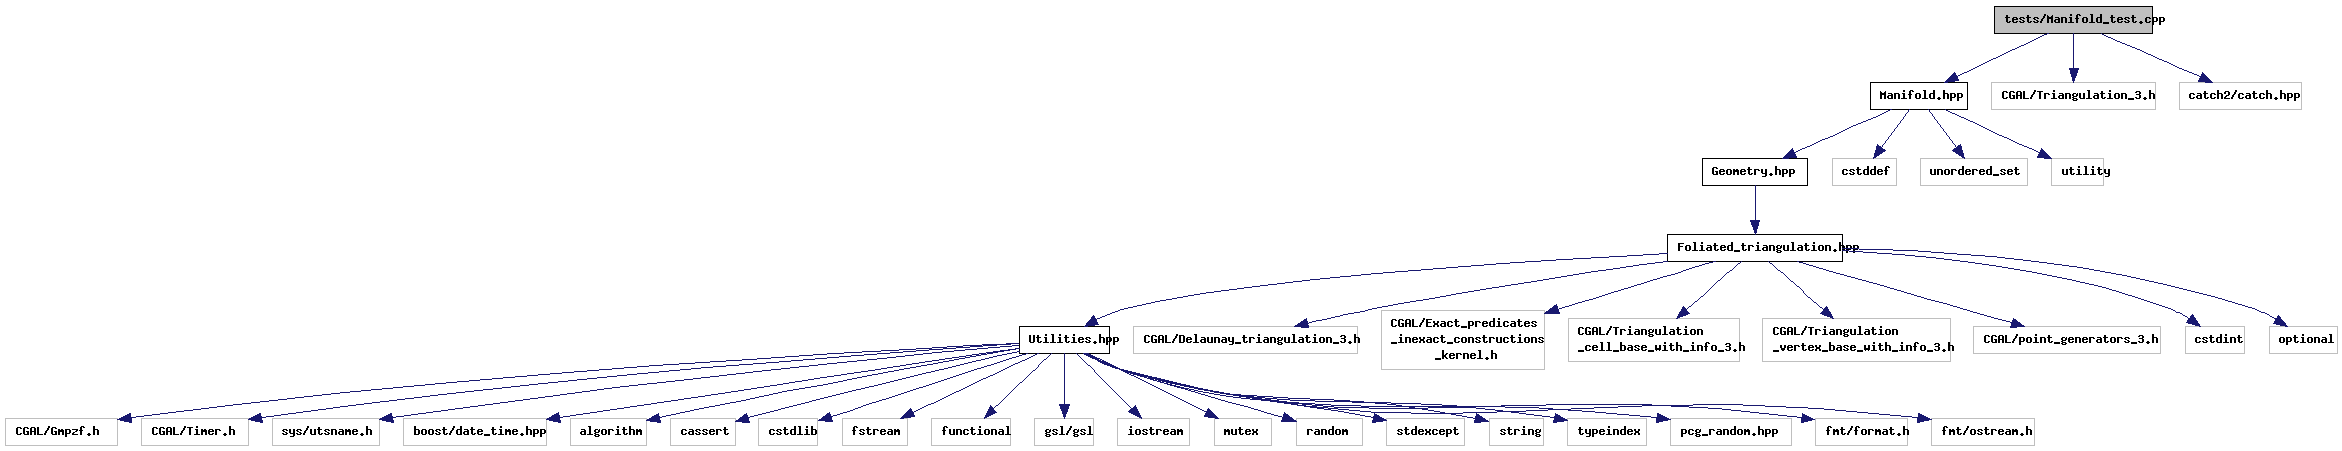 tests/Manifold_test.cpp
Manifold.hpp
CGAL/Triangulation_3.h
catch2/catch.hpp
Geometry.hpp
cstddef
unordered_set
utility
Foliated_triangulation.hpp
Utilities.hpp
CGAL/Delaunay_triangulation_3.h
CGAL/Exact_predicates
_inexact_constructions
_kernel.h
CGAL/Triangulation
_cell_base_with_info_3.h
CGAL/Triangulation
_vertex_base_with_info_3.h
CGAL/point_generators_3.h
cstdint
optional
CGAL/Gmpzf.h
CGAL/Timer.h
sys/utsname.h
boost/date_time.hpp
algorithm
cassert
cstdlib
fstream
functional
gsl/gsl
iostream
mutex
random
stdexcept
string
typeindex
pcg_random.hpp
fmt/format.h
fmt/ostream.h